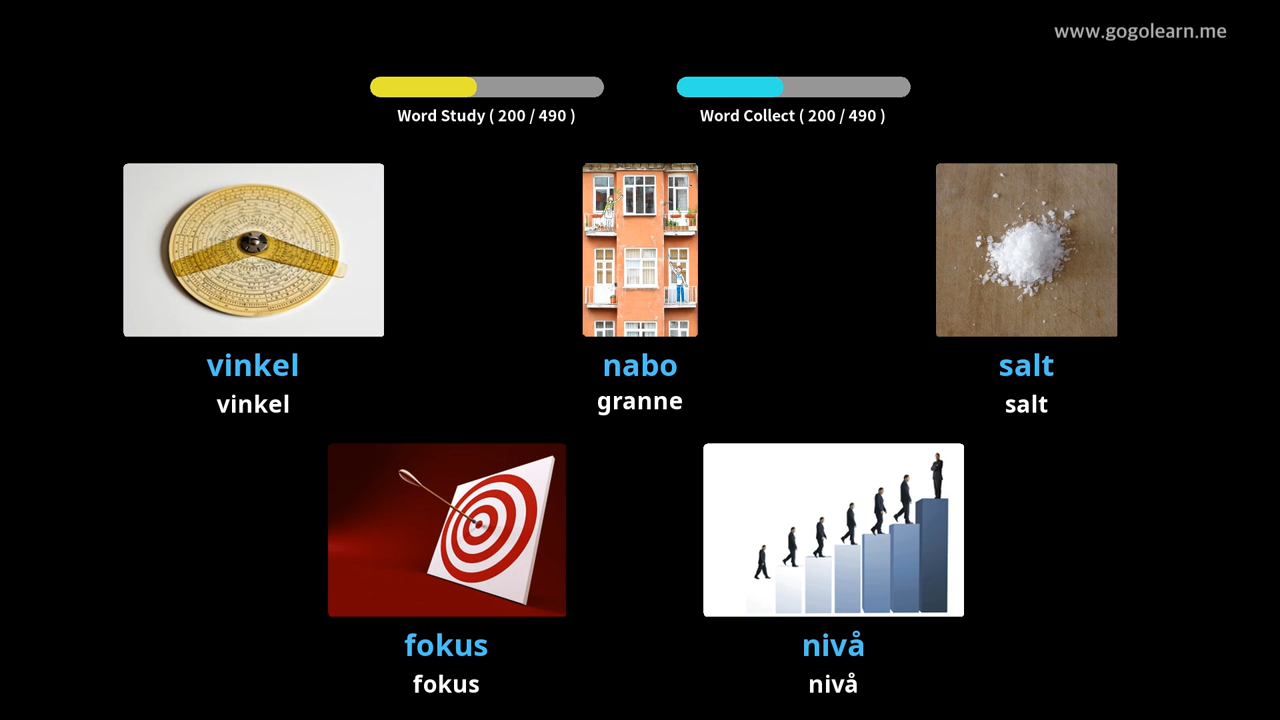 www.gogolearn.me
Word Study ( 200 / 490 )
Word Collect ( 200 / 490 )
vinkel
vinkel
nabo
granne
salt
salt
fokus
fokus
nivå
nivå